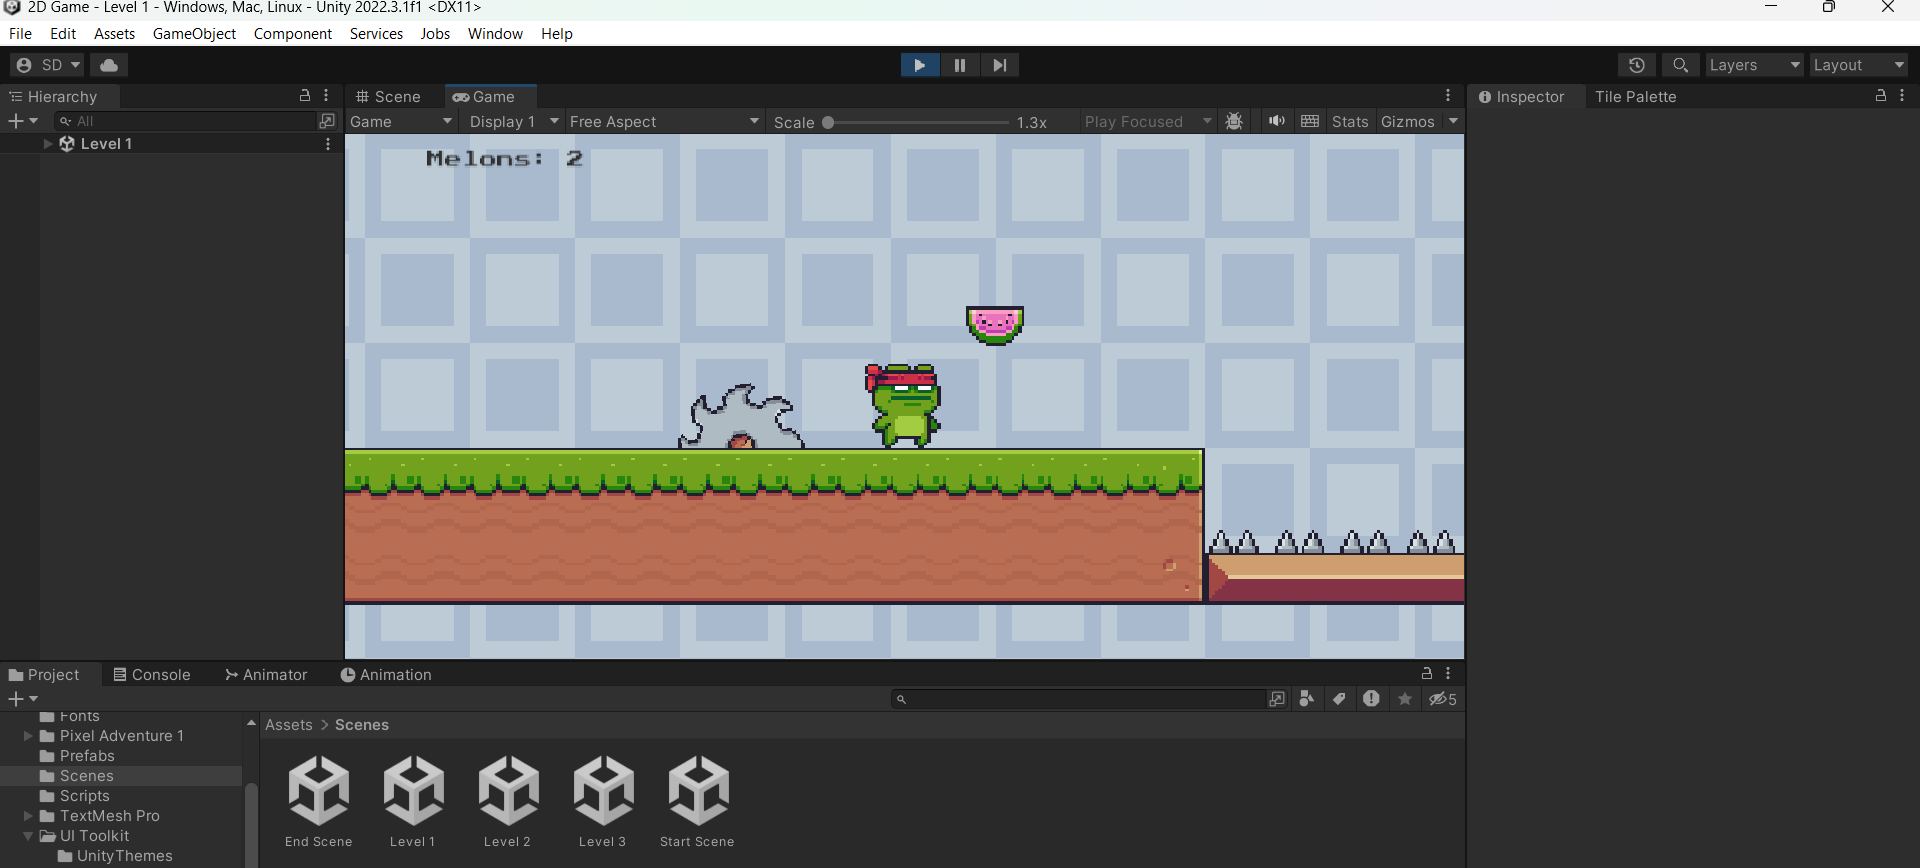 2D Game - Level 1 - Windows, Mac, Linux - Unity 2022.3.1f1 <DX11>
File Edit Assets GameObject Component Services Jobs Window Help
SD Layers Layout
Hierarchy Scene Game Inspector Tile Palette
All Game Display 1 Free Aspect Scale 1.3x Play Focused Stats Gizmos
Level 1
Melons: 2
Project Console Animator Animation
5
Fonts
Assets > Scenes
Pixel Adventure 1
Prefabs
Scenes
Scripts
TextMesh Pro
UI Toolkit
UnityThemes
End Scene Level 1 Level 2 Level 3 Start Scene